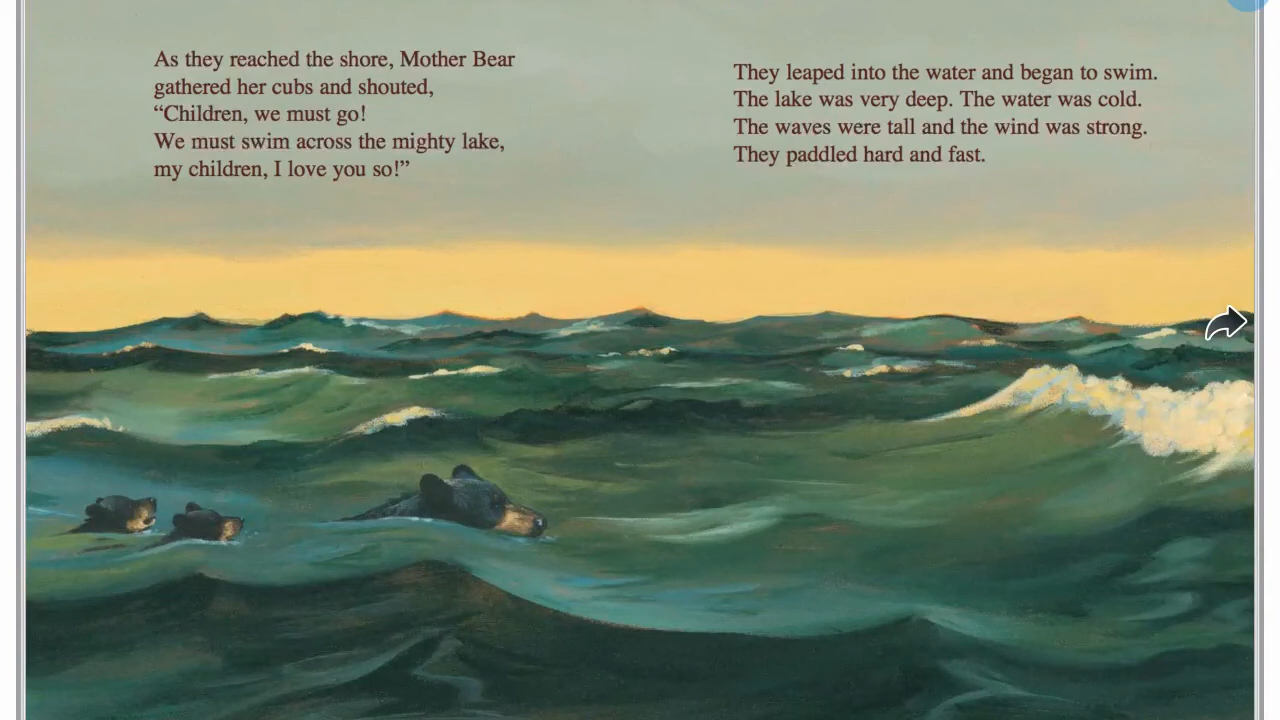 As they reached the shore, Mother Bear
gathered her cubs and shouted,
“Children, we must go!
We must swim across the mighty lake,
my children, I love you so!”
They leaped into the water and began to swim.
The lake was very deep. The water was cold.
The waves were tall and the wind was strong.
They paddled hard and fast.